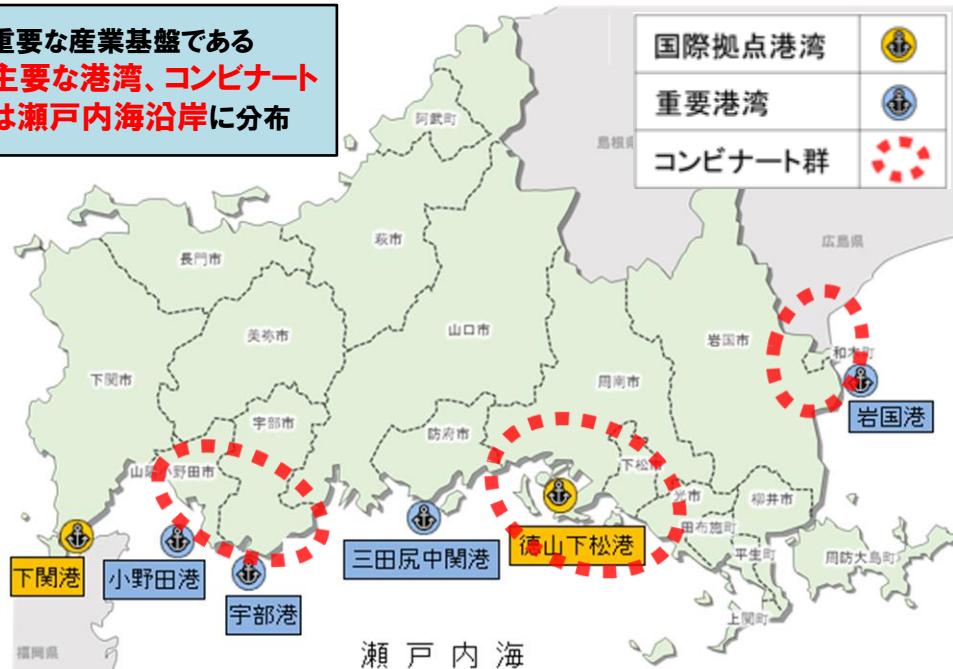 重要な産業基盤である
主要な港湾、コンビナート
は瀬戸内海沿岸に分布
国際拠点港湾
重要港湾
コンビナート群
阿武町
島根県
広島県
萩市
長門市
美祢市
山口市
岩国市
和木町
下関市
周南市
岩国港
宇部市
防府市
山陽小野田市
下松市
光市
柳井市
田布施町
平生町
周防大島町
上関町
下関港
小野田港
宇部港
三田尻中関港
徳山下松港
福岡県
瀬戸内海